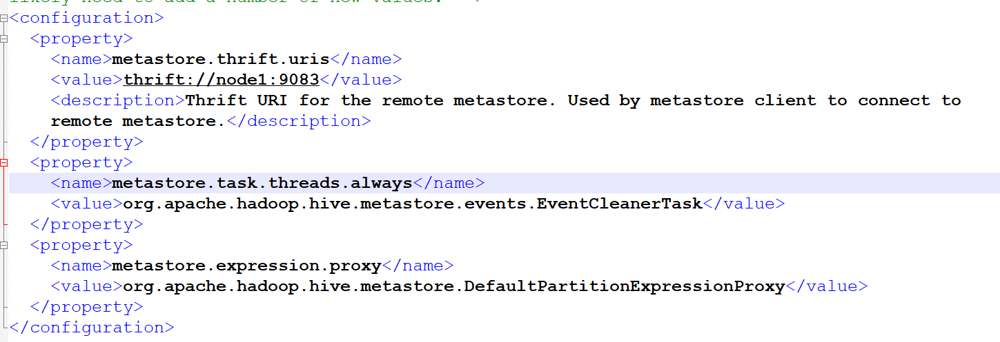 likely need to add a number of new values. -->
<configuration>
<property>
<name>metastore.thrift.uris</name>
<value>thrift://node1:9083</value>
<description>Thrift URI for the remote metastore. Used by metastore client to connect to
remote metastore.</description>
</property>
<property>
<name>metastore.task.threads.always</name>
<value>org.apache.hadoop.hive.metastore.events.EventCleanerTask</value>
</property>
<property>
<name>metastore.expression.proxy</name>
<value>org.apache.hadoop.hive.metastore.DefaultPartitionExpressionProxy</value>
</property>
</configuration>